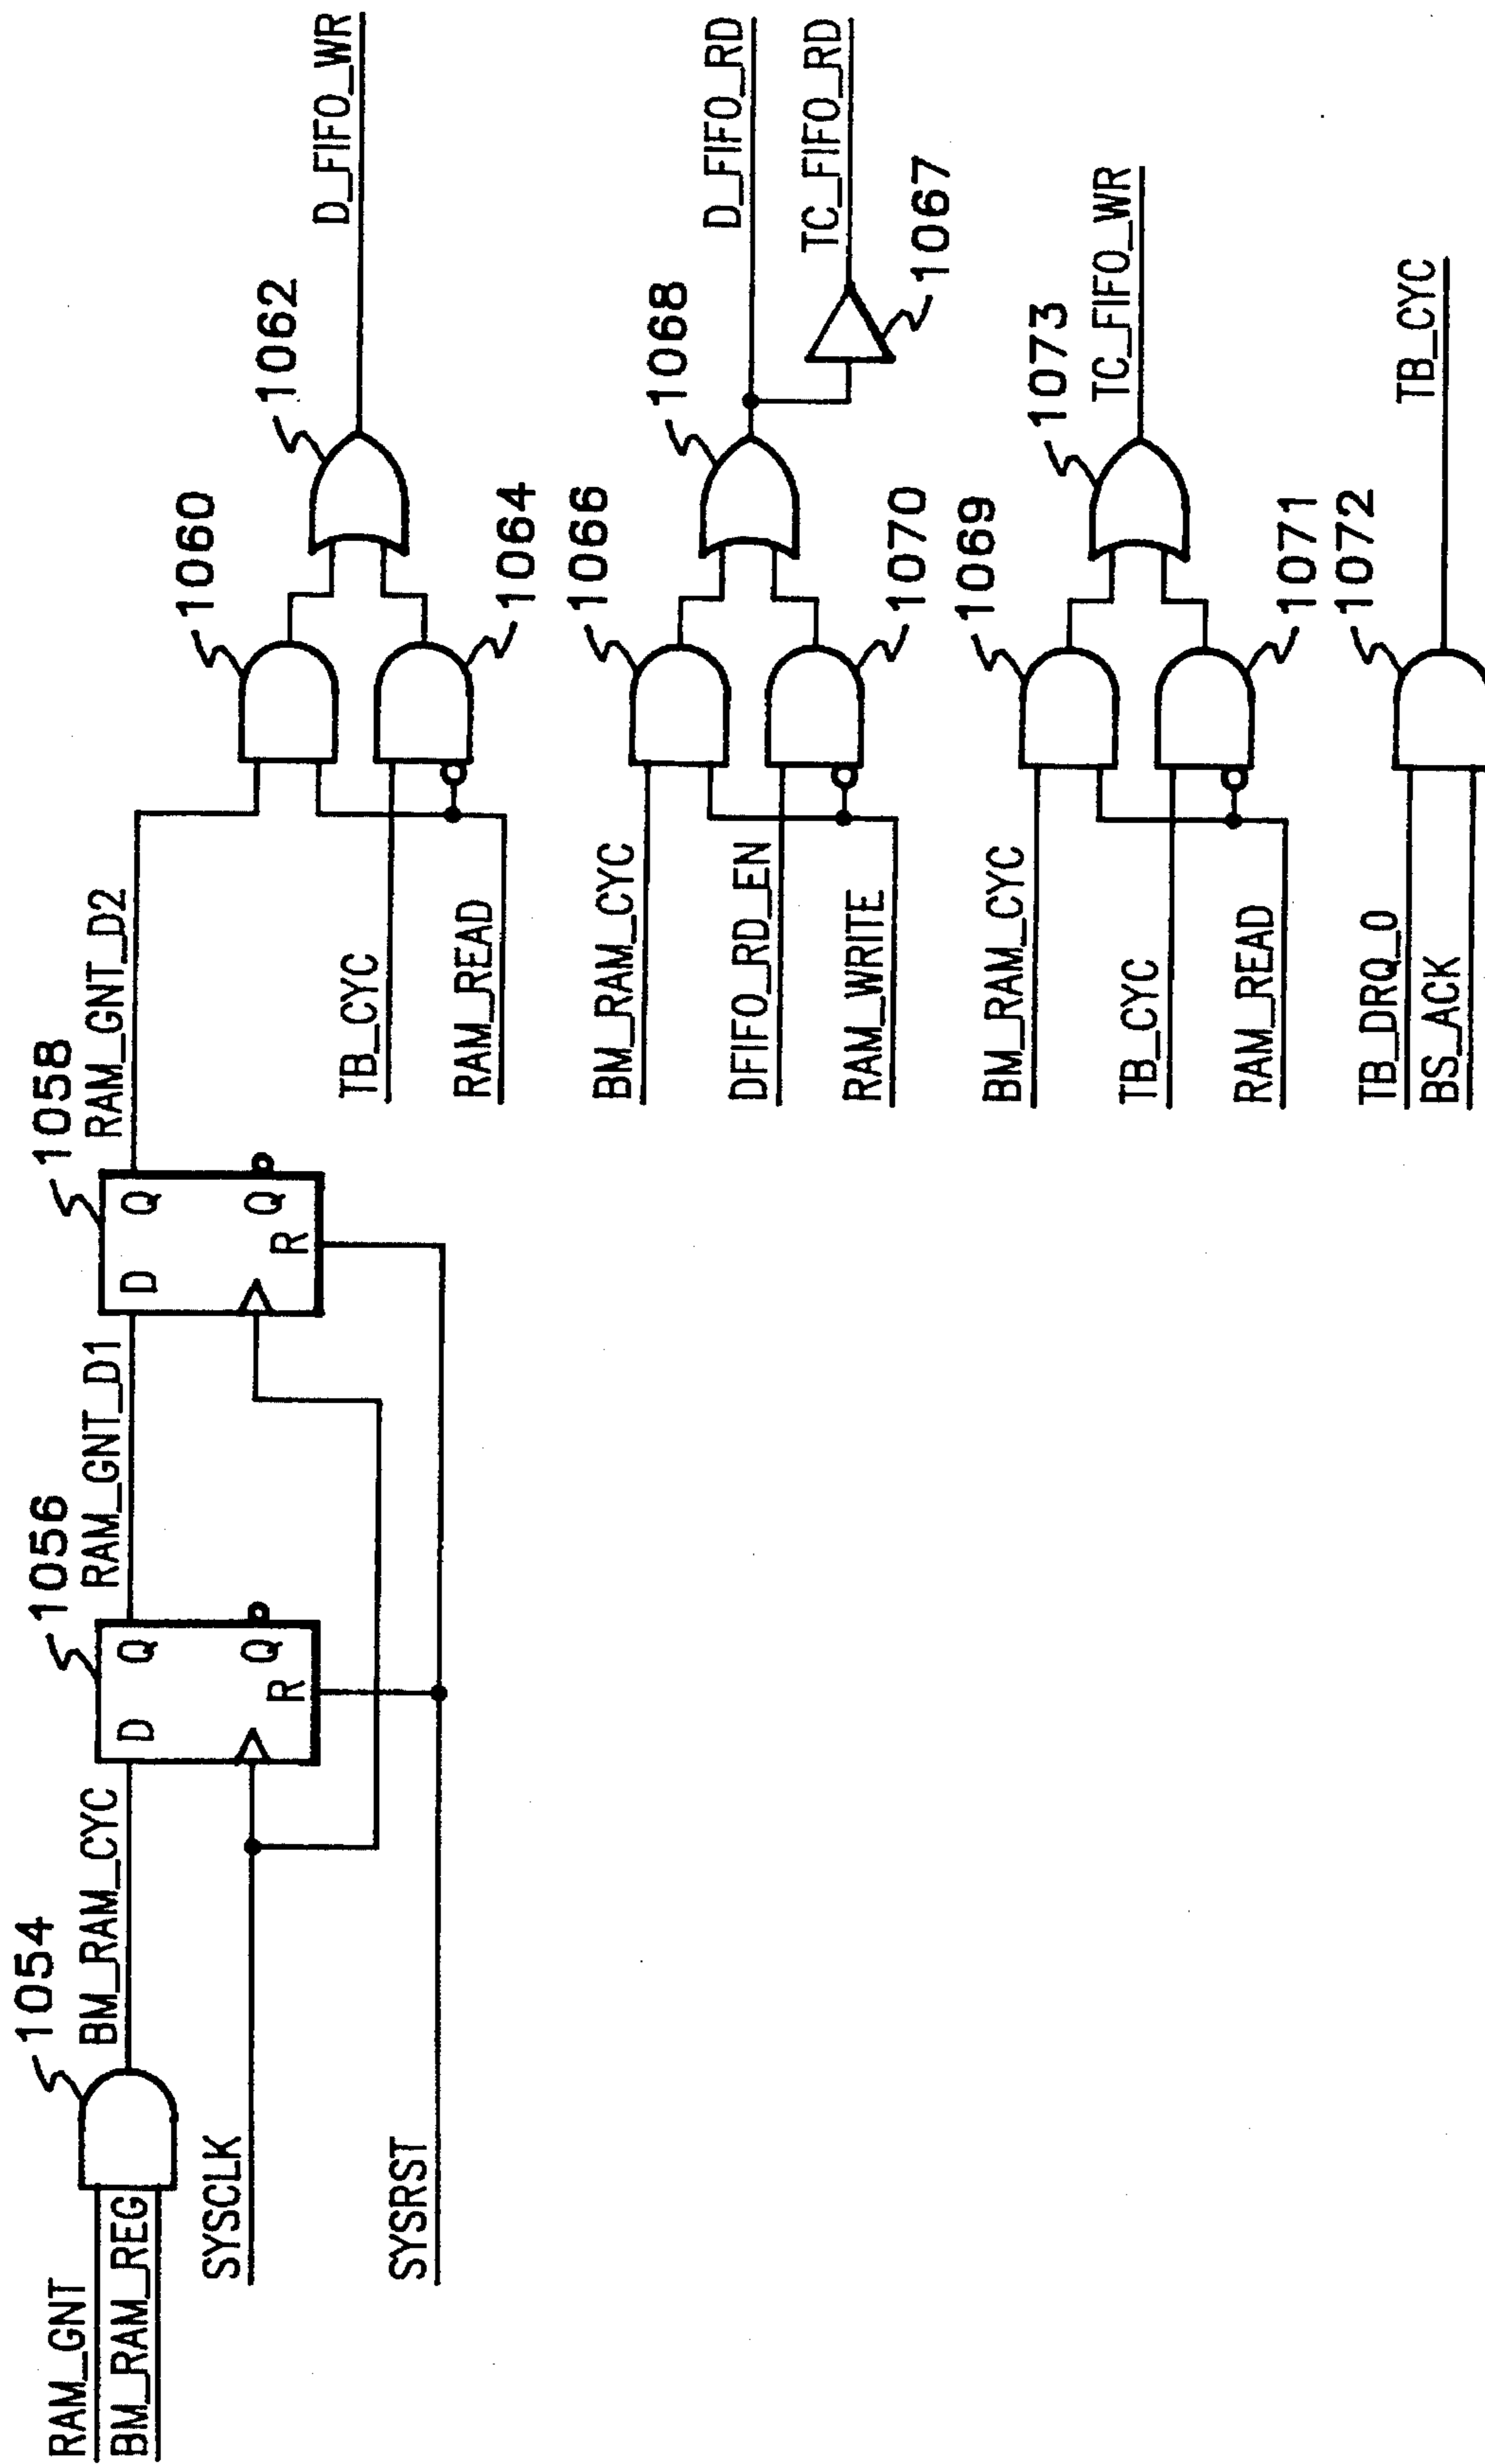 RAM_GNT
BM_RAM_REG
1054
BM_RAM_CYC
SYSCLK
SYSRST
1056
D
Q
Q
R
RAM_GNT_D1
1058
D
Q
Q
R
RAM_GNT_D2
TB_CYC
RAM_READ
1060
1064
1062
D_FIFO_WR
BM_RAM_CYC
DFIFO_RD_EN
RAM_WRITE
1066
1070
1068
D_FIFO_RD
TC_FIFO_RD
1067
BM_RAM_CYC
TB_CYC
RAM_READ
1069
1071
1073
TC_FIFO_WR
TB_DRQ_0
BS_ACK
1072
TB_CYC